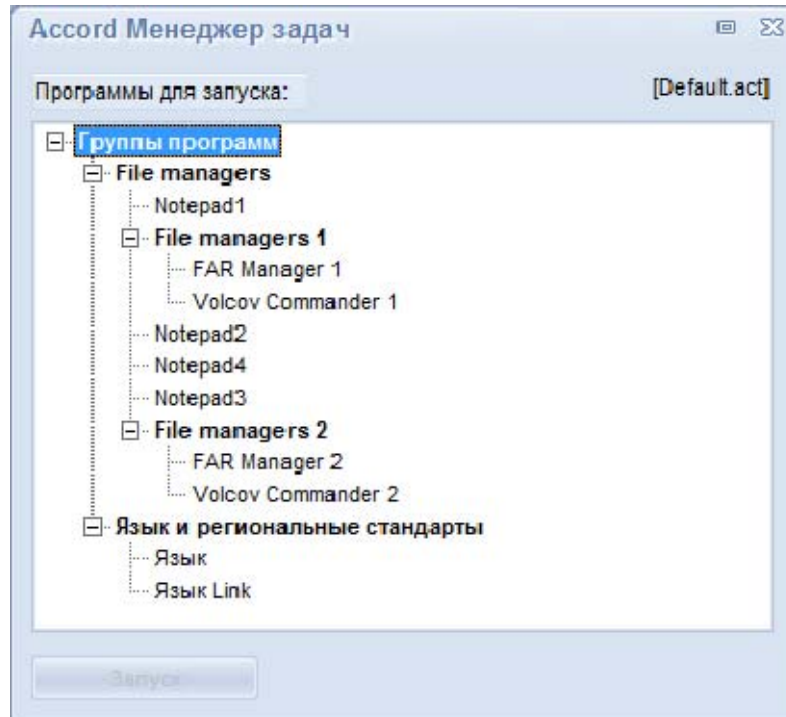 Accord Менеджер задач
Программы для запуска: [Default.act]
Группы программ
File managers
Notepad1
File managers 1
FAR Manager 1
Volcov Commander 1
Notepad2
Notepad4
Notepad3
File managers 2
FAR Manager 2
Volcov Commander 2
Язык и региональные стандарты
Язык
Язык Link
Запуск